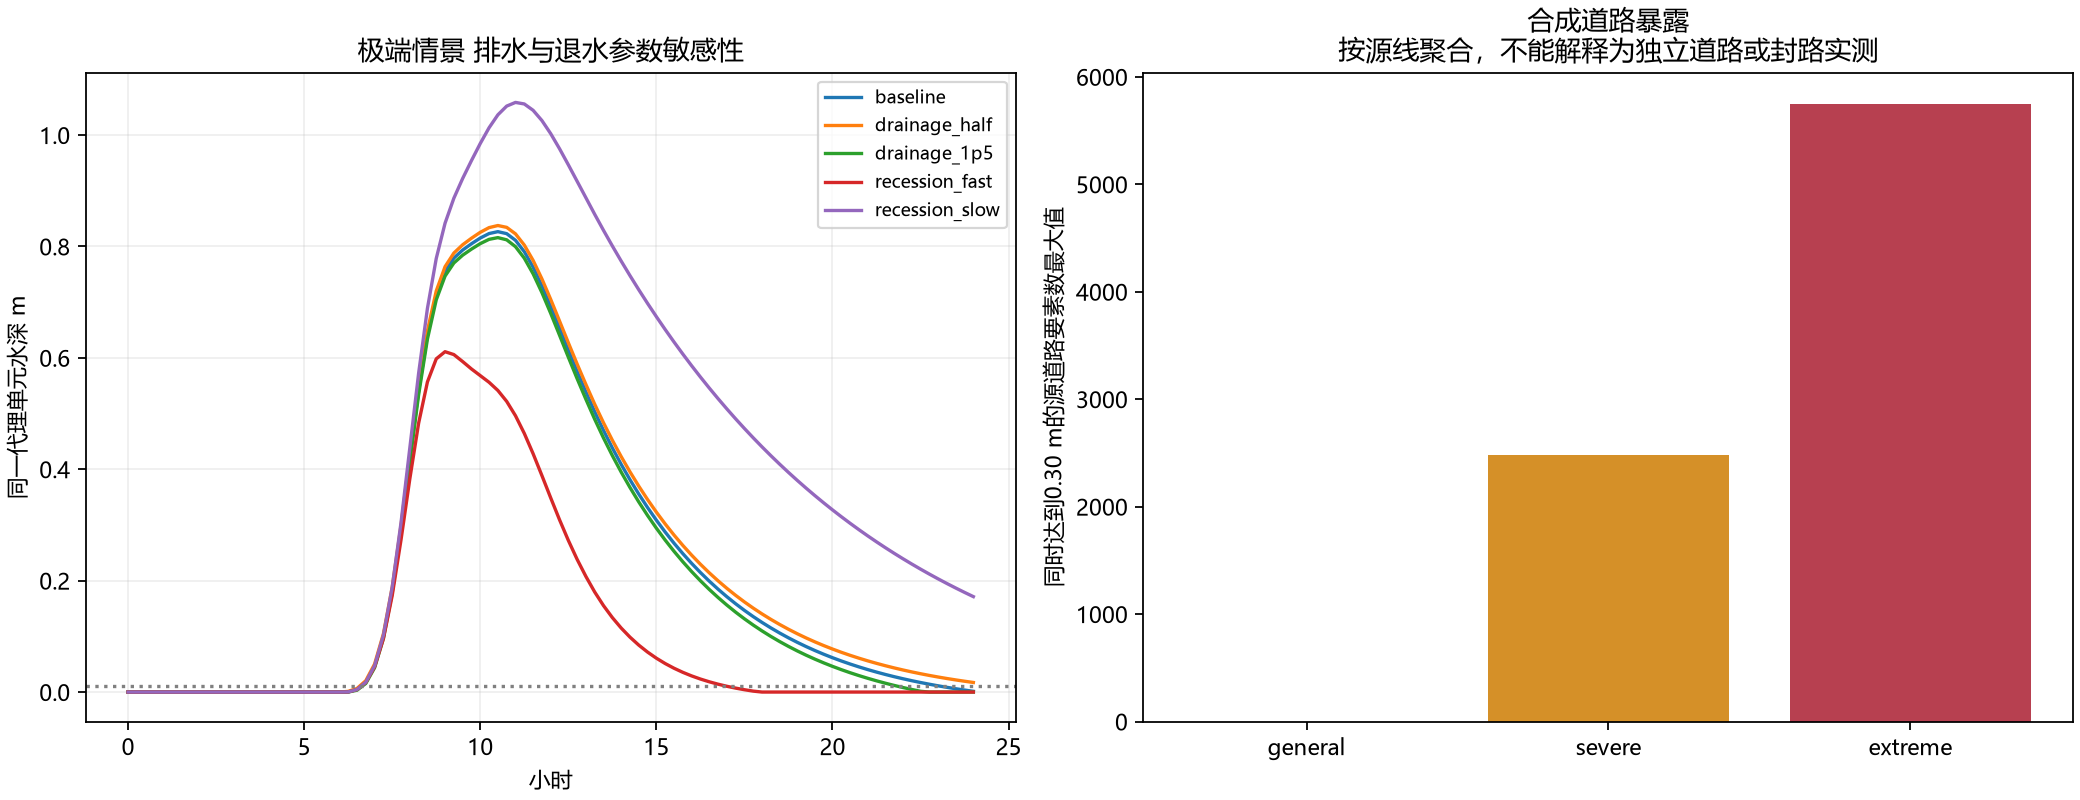 极端情景 排水与退水参数敏感性
同一代理单元水深 m
1.0
0.8
0.6
0.4
0.2
0.0
0
5
10
15
20
25
小时
baseline
drainage_half
drainage_1p5
recession_fast
recession_slow
合成道路暴露
按源线聚合，不能解释为独立道路或封路实测
同时达到0.30 m的源道路要素数最大值
6000
5000
4000
3000
2000
1000
0
general
severe
extreme